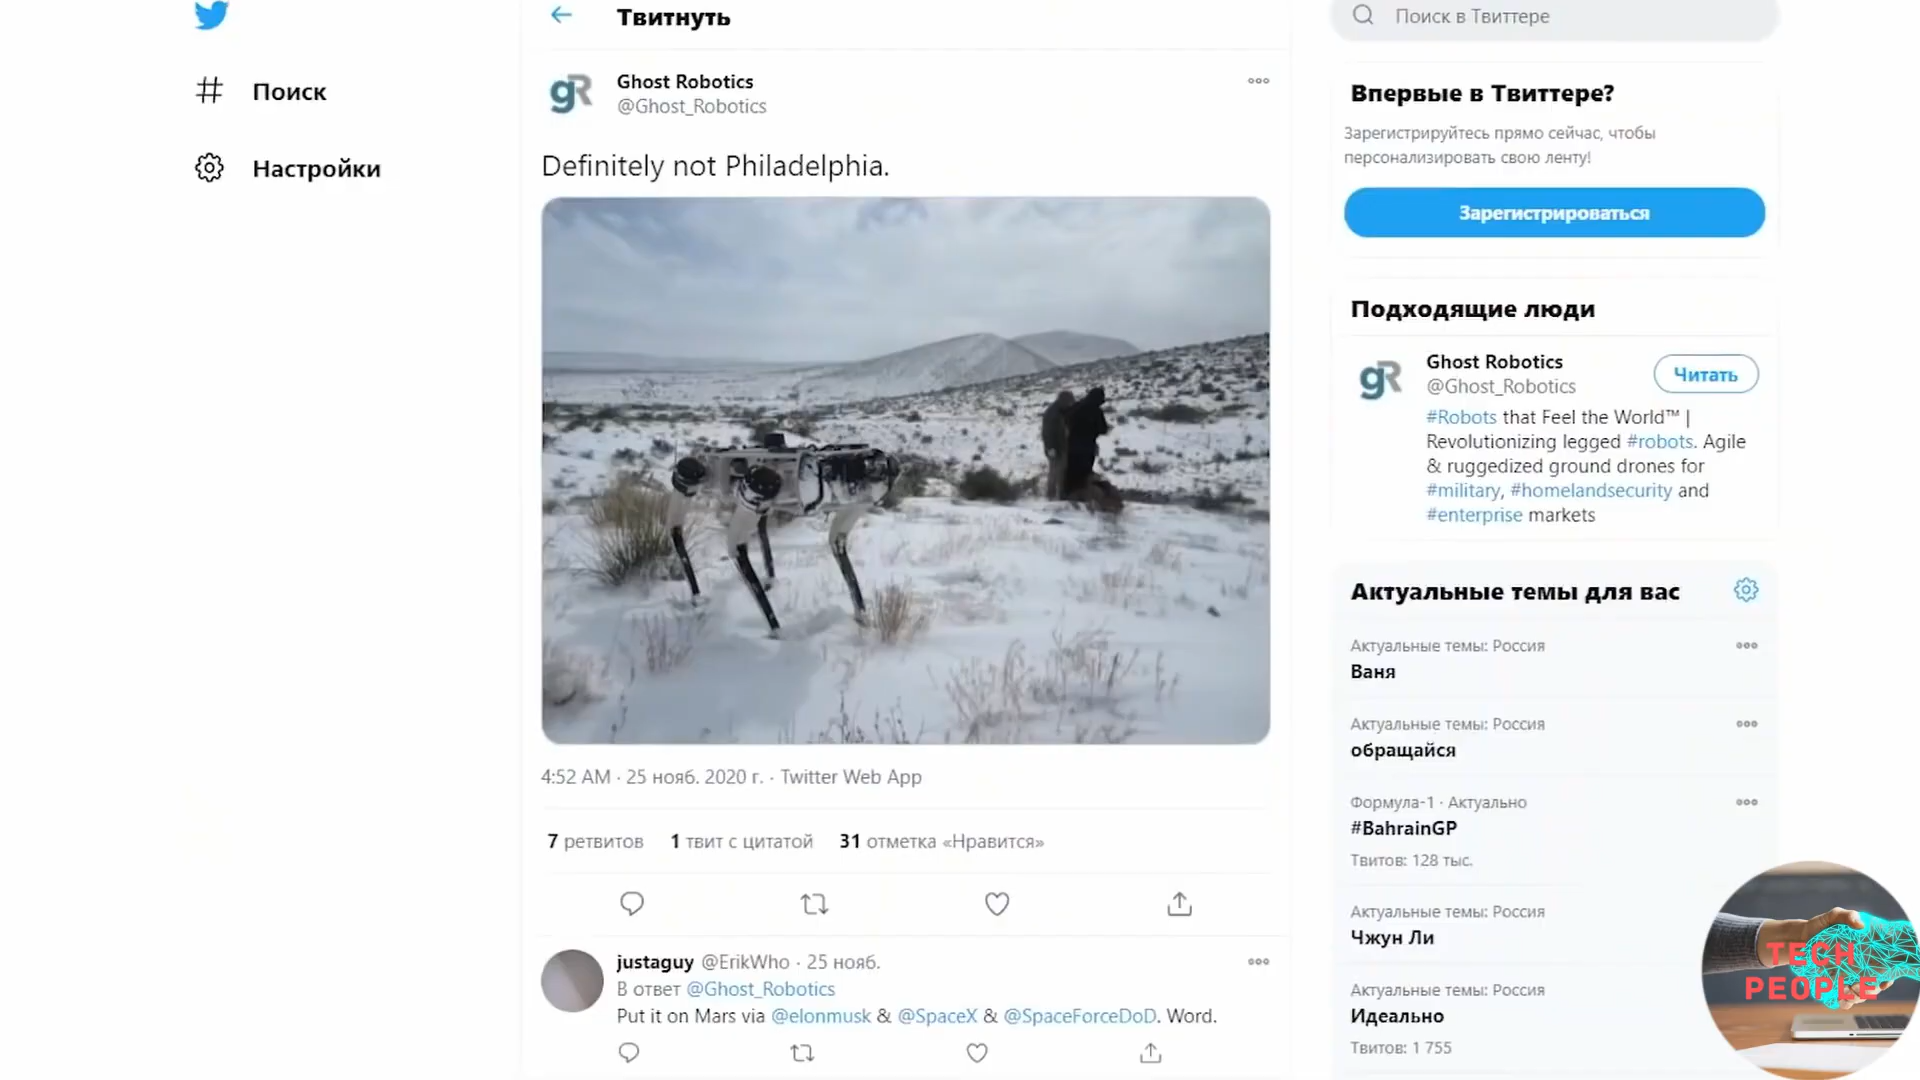 Поиск
Настройки
Твитнуть
gR
Ghost Robotics
@Ghost_Robotics
Definitely not Philadelphia.
4:52 AM · 25 нояб. 2020 г. · Twitter Web App
7 ретвитов 1 твит с цитатой 31 отметка «Нравится»
justaguy @ErikWho · 25 нояб.
В ответ @Ghost_Robotics
Put it on Mars via @elonmusk & @SpaceX & @SpaceForceDoD. Word.
Поиск в Твиттере
Впервые в Твиттере?
Зарегистрируйтесь прямо сейчас, чтобы
персонализировать свою ленту!
Зарегистрироваться
Подходящие люди
gR
Ghost Robotics
@Ghost_Robotics
Читать
#Robots that Feel the World™ |
Revolutionizing legged #robots. Agile
& ruggedized ground drones for
#military, #homelandsecurity and
#enterprise markets
Актуальные темы для вас
Актуальные темы: Россия
Ваня
Актуальные темы: Россия
обращайся
Формула-1 · Актуально
#BahrainGP
Твитов: 128 тыс.
Актуальные темы: Россия
Чжун Ли
Актуальные темы: Россия
Идеально
Твитов: 1 755
TECH
PEOPLE